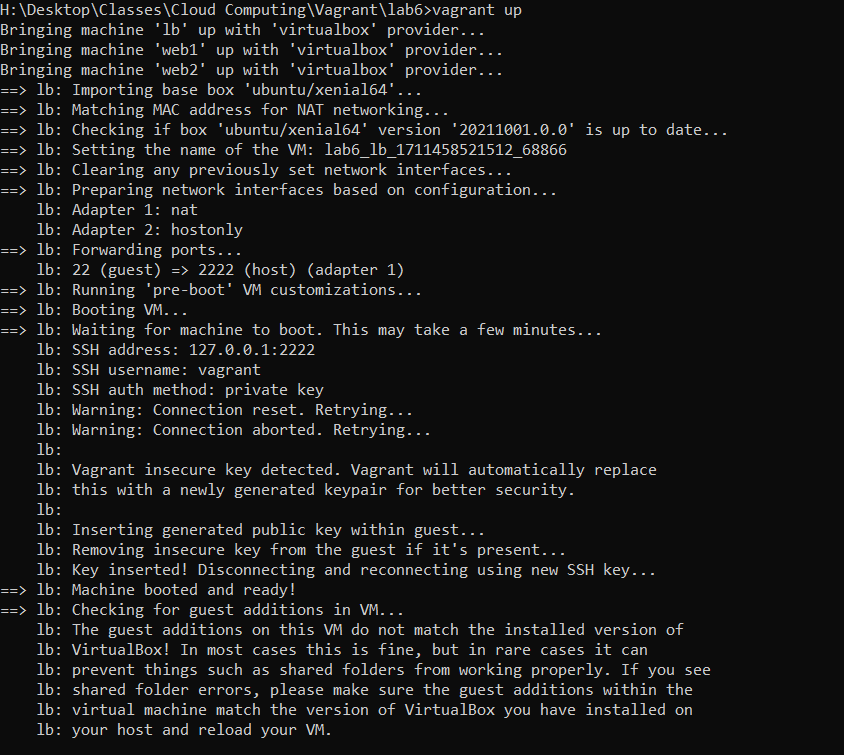 H:\Desktop\Classes\Cloud Computing\Vagrant\lab6>vagrant up
Bringing machine 'lb' up with 'virtualbox' provider...
Bringing machine 'web1' up with 'virtualbox' provider...
Bringing machine 'web2' up with 'virtualbox' provider...
==> lb: Importing base box 'ubuntu/xenial64'...
==> lb: Matching MAC address for NAT networking...
==> lb: Checking if box 'ubuntu/xenial64' version '20211001.0.0' is up to date...
==> lb: Setting the name of the VM: lab6_lb_1711458521512_68866
==> lb: Clearing any previously set network interfaces...
==> lb: Preparing network interfaces based on configuration...
    lb: Adapter 1: nat
    lb: Adapter 2: hostonly
==> lb: Forwarding ports...
    lb: 22 (guest) => 2222 (host) (adapter 1)
==> lb: Running 'pre-boot' VM customizations...
==> lb: Booting VM...
==> lb: Waiting for machine to boot. This may take a few minutes...
    lb: SSH address: 127.0.0.1:2222
    lb: SSH username: vagrant
    lb: SSH auth method: private key
    lb: Warning: Connection reset. Retrying...
    lb: Warning: Connection aborted. Retrying...
    lb:
    lb: Vagrant insecure key detected. Vagrant will automatically replace
    lb: this with a newly generated keypair for better security.
    lb:
    lb: Inserting generated public key within guest...
    lb: Removing insecure key from the guest if it's present...
    lb: Key inserted! Disconnecting and reconnecting using new SSH key...
==> lb: Machine booted and ready!
==> lb: Checking for guest additions in VM...
    lb: The guest additions on this VM do not match the installed version of
    lb: VirtualBox! In most cases this is fine, but in rare cases it can
    lb: prevent things such as shared folders from working properly. If you see
    lb: shared folder errors, please make sure the guest additions within the
    lb: virtual machine match the version of VirtualBox you have installed on
    lb: your host and reload your VM.